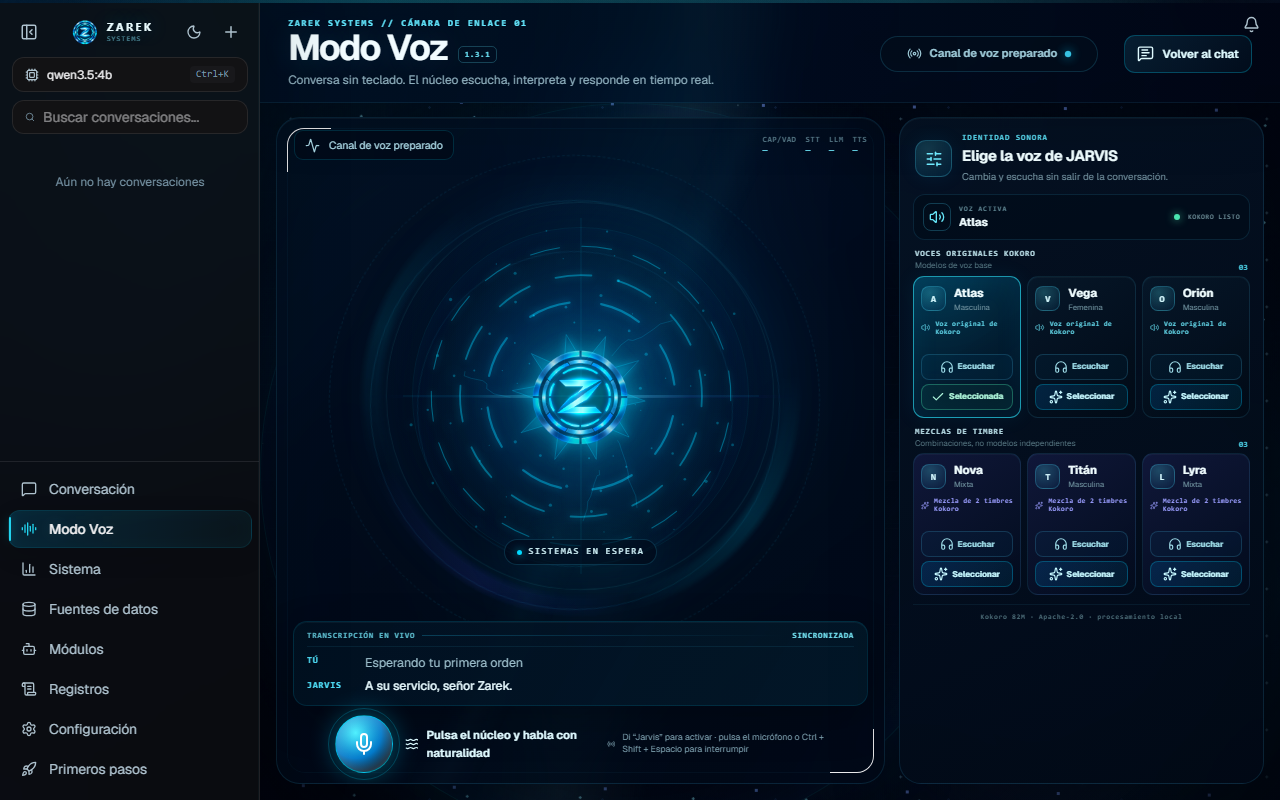 ZAREK
SYSTEMS
qwen3.5:4b
Ctrl+K
Buscar conversaciones...
Aún no hay conversaciones
Conversación
Modo Voz
Sistema
Fuentes de datos
Módulos
Registros
Configuración
Primeros pasos
ZAREK SYSTEMS // CÁMARA DE ENLACE 01
Modo Voz
1.3.1
Conversa sin teclado. El núcleo escucha, interpreta y responde en tiempo real.
Canal de voz preparado
Volver al chat
Canal de voz preparado
CAP/VAD STT LLM TTS
– – – –
Z
SISTEMAS EN ESPERA
TRANSCRIPCIÓN EN VIVO
SINCRONIZADA
TÚ
Esperando tu primera orden
JARVIS
A su servicio, señor Zarek.
Pulsa el núcleo y habla con
naturalidad
Di “Jarvis” para activar · pulsa el micrófono o Ctrl +
Shift + Espacio para interrumpir
IDENTIDAD SONORA
Elige la voz de JARVIS
Cambia y escucha sin salir de la conversación.
VOZ ACTIVA
Atlas
KOKORO LISTO
VOCES ORIGINALES KOKORO
Modelos de voz base
03
A
Atlas
Masculina
Voz original de
Kokoro
Escuchar
Seleccionada
V
Vega
Femenina
Voz original de
Kokoro
Escuchar
Seleccionar
O
Orión
Masculina
Voz original de
Kokoro
Escuchar
Seleccionar
MEZCLAS DE TIMBRE
Combinaciones, no modelos independientes
03
N
Nova
Mixta
Mezcla de 2 timbres
Kokoro
Escuchar
Seleccionar
T
Titán
Masculina
Mezcla de 2 timbres
Kokoro
Escuchar
Seleccionar
L
Lyra
Mixta
Mezcla de 2 timbres
Kokoro
Escuchar
Seleccionar
Kokoro 82M · Apache-2.0 · procesamiento local